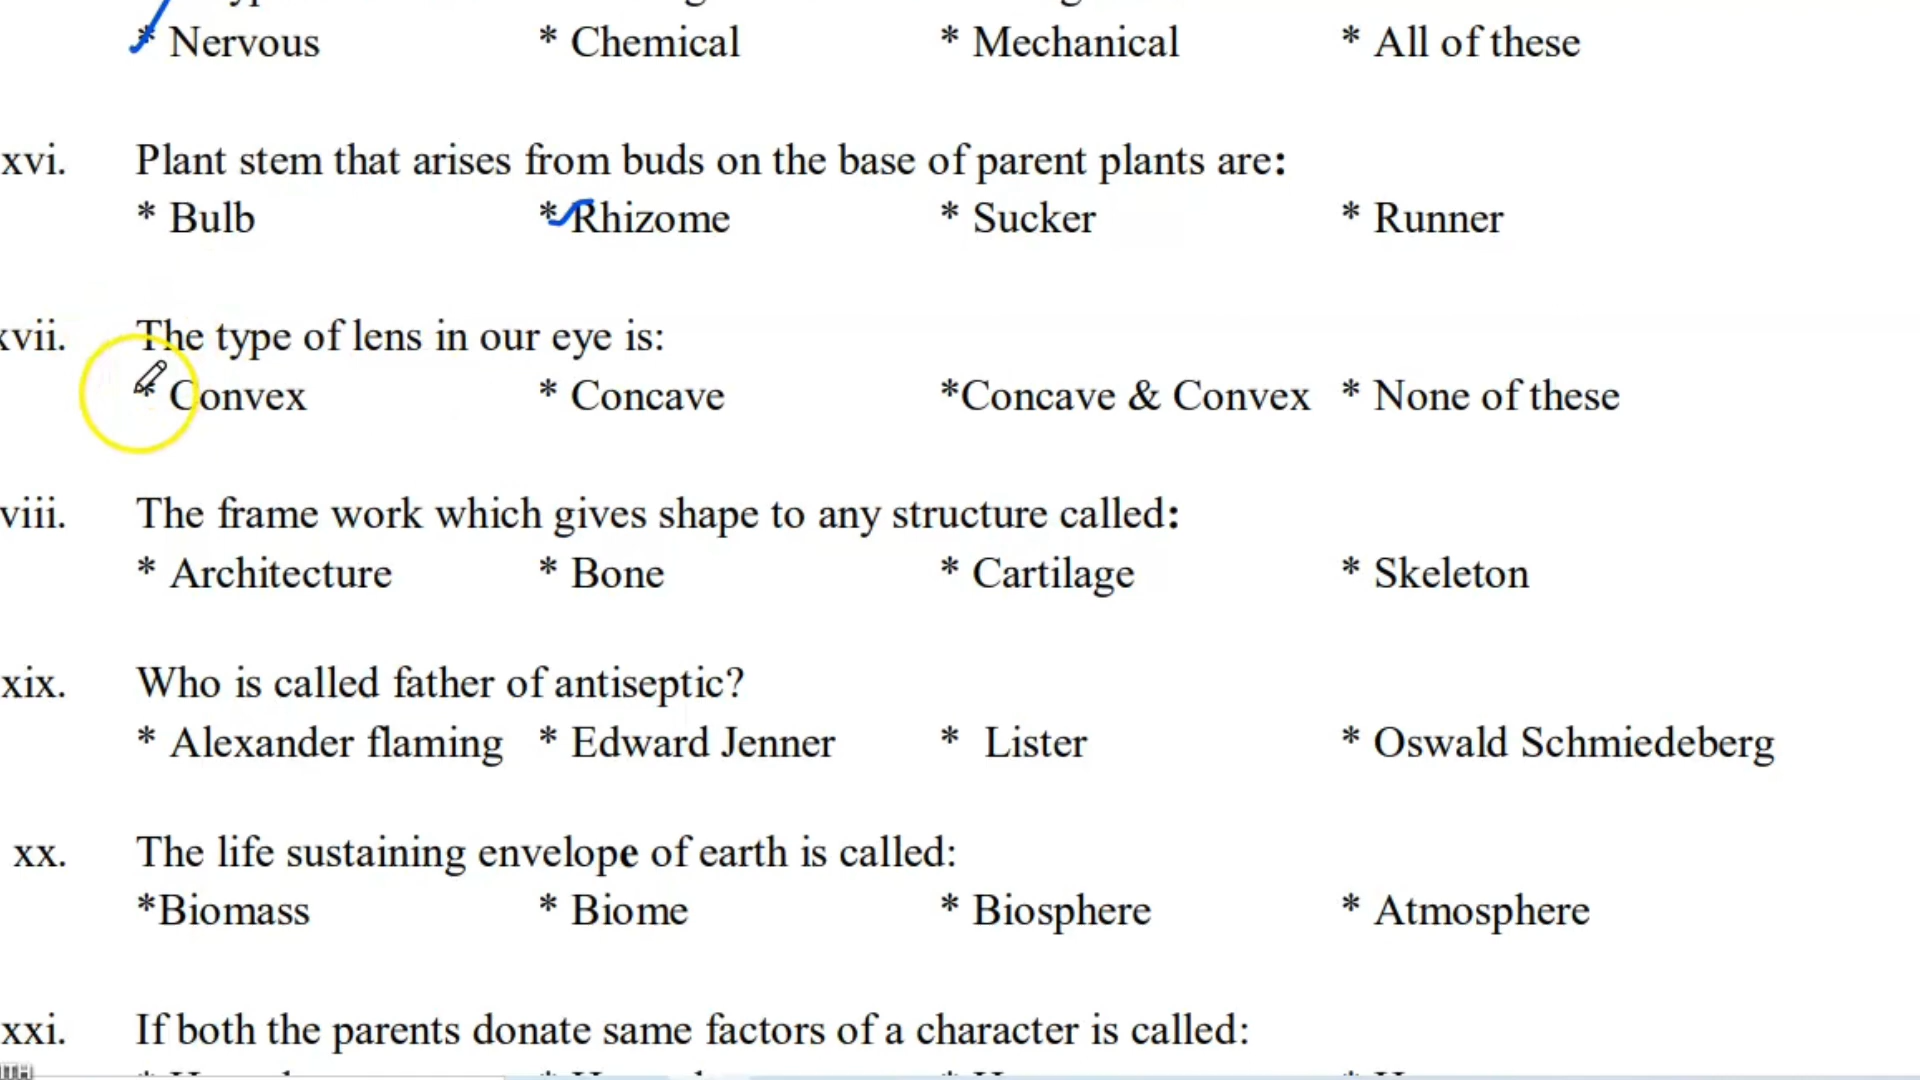 * Nervous * Chemical * Mechanical * All of these
xvi. Plant stem that arises from buds on the base of parent plants are:
* Bulb * Rhizome * Sucker * Runner
xvii. The type of lens in our eye is:
* Convex * Concave *Concave & Convex * None of these
viii. The frame work which gives shape to any structure called:
* Architecture * Bone * Cartilage * Skeleton
xix. Who is called father of antiseptic?
* Alexander flaming * Edward Jenner * Lister * Oswald Schmiedeberg
xx. The life sustaining envelope of earth is called:
*Biomass * Biome * Biosphere * Atmosphere
xxi. If both the parents donate same factors of a character is called: